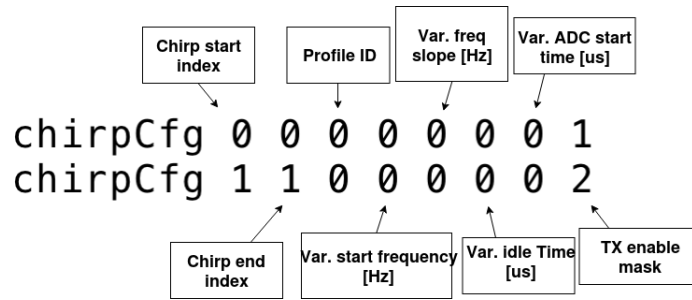 Chirp start
index
Profile ID
Var. freq
slope [Hz]
Var. ADC start
time [us]
chirpCfg 0 0 0 0 0 0 0 1
chirpCfg 1 1 0 0 0 0 0 2
Chirp end
index
Var. start frequency
[Hz]
Var. idle Time
[us]
TX enable
mask